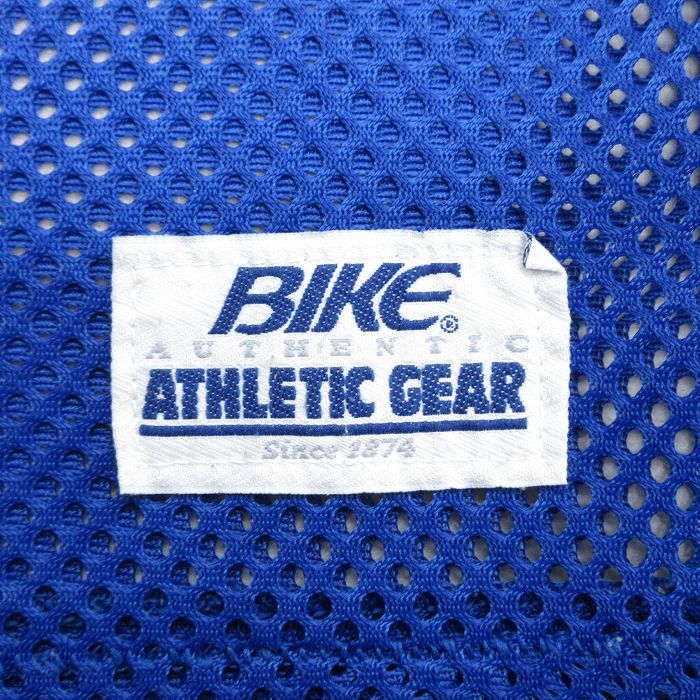 BIKE®
AUTHENTIC
ATHLETIC GEAR
Since 1874